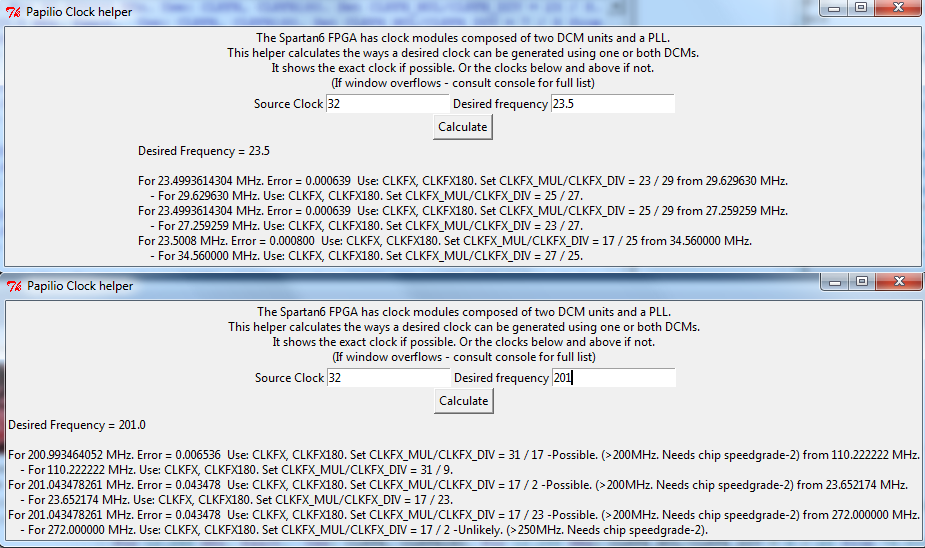 Papilio Clock helper
The Spartan6 FPGA has clock modules composed of two DCM units and a PLL.
This helper calculates the ways a desired clock can be generated using one or both DCMs.
It shows the exact clock if possible. Or the clocks below and above if not.
(If window overflows - consult console for full list)
Source Clock 32 Desired frequency 23.5
Calculate
Desired Frequency = 23.5
For 23.4993614304 MHz. Error = 0.000639 Use: CLKFX, CLKFX180. Set CLKFX_MUL/CLKFX_DIV = 23 / 29 from 29.629630 MHz.
- For 29.629630 MHz. Use: CLKFX, CLKFX180. Set CLKFX_MUL/CLKFX_DIV = 25 / 27.
For 23.4993614304 MHz. Error = 0.000639 Use: CLKFX, CLKFX180. Set CLKFX_MUL/CLKFX_DIV = 25 / 29 from 27.259259 MHz.
- For 27.259259 MHz. Use: CLKFX, CLKFX180. Set CLKFX_MUL/CLKFX_DIV = 23 / 27.
For 23.5008 MHz. Error = 0.000800 Use: CLKFX, CLKFX180. Set CLKFX_MUL/CLKFX_DIV = 17 / 25 from 34.560000 MHz.
- For 34.560000 MHz. Use: CLKFX, CLKFX180. Set CLKFX_MUL/CLKFX_DIV = 27 / 25.
Papilio Clock helper
The Spartan6 FPGA has clock modules composed of two DCM units and a PLL.
This helper calculates the ways a desired clock can be generated using one or both DCMs.
It shows the exact clock if possible. Or the clocks below and above if not.
(If window overflows - consult console for full list)
Source Clock 32 Desired frequency 201
Calculate
Desired Frequency = 201.0
For 200.993464052 MHz. Error = 0.006536 Use: CLKFX, CLKFX180. Set CLKFX_MUL/CLKFX_DIV = 31 / 17 -Possible. (>200MHz. Needs chip speedgrade-2) from 110.222222 MHz.
- For 110.222222 MHz. Use: CLKFX, CLKFX180. Set CLKFX_MUL/CLKFX_DIV = 31 / 9.
For 201.043478261 MHz. Error = 0.043478 Use: CLKFX, CLKFX180. Set CLKFX_MUL/CLKFX_DIV = 17 / 2 -Possible. (>200MHz. Needs chip speedgrade-2) from 23.652174 MHz.
- For 23.652174 MHz. Use: CLKFX, CLKFX180. Set CLKFX_MUL/CLKFX_DIV = 17 / 23.
For 201.043478261 MHz. Error = 0.043478 Use: CLKFX, CLKFX180. Set CLKFX_MUL/CLKFX_DIV = 17 / 23 -Possible. (>200MHz. Needs chip speedgrade-2) from 272.000000 MHz.
- For 272.000000 MHz. Use: CLKFX, CLKFX180. Set CLKFX_MUL/CLKFX_DIV = 17 / 2 -Unlikely. (>250MHz. Needs chip speedgrade-2).